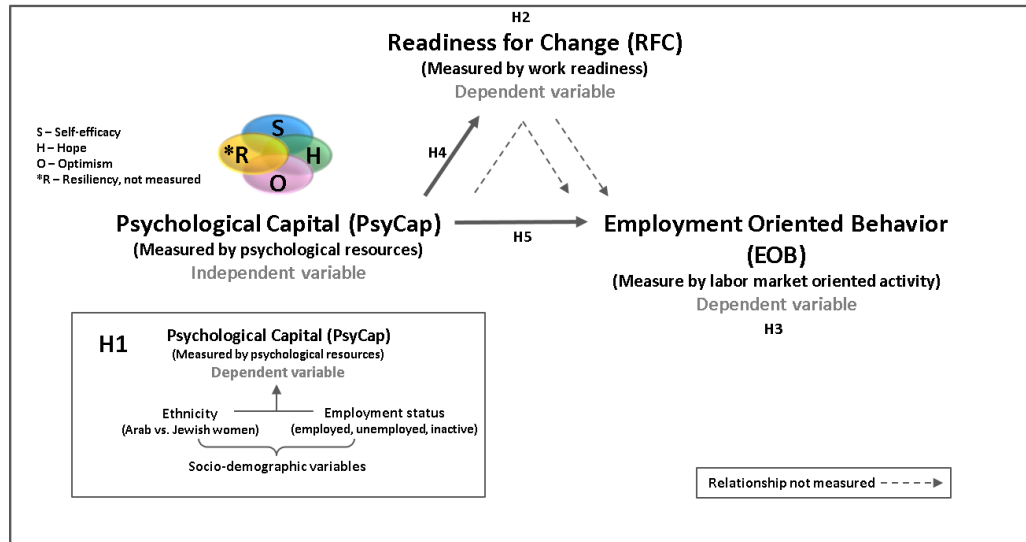 H2
Readiness for Change (RFC)
(Measured by work readiness)
Dependent variable
S – Self-efficacy
H – Hope
O – Optimism
*R – Resiliency, not measured
S
*R
H
O
H4
Psychological Capital (PsyCap)
(Measured by psychological resources)
Independent variable
H5
Employment Oriented Behavior
(EOB)
(Measure by labor market oriented activity)
Dependent variable
H3
H1
Psychological Capital (PsyCap)
(Measured by psychological resources)
Dependent variable
Ethnicity
(Arab vs. Jewish women)
Employment status
(employed, unemployed, inactive)
Socio-demographic variables
Relationship not measured